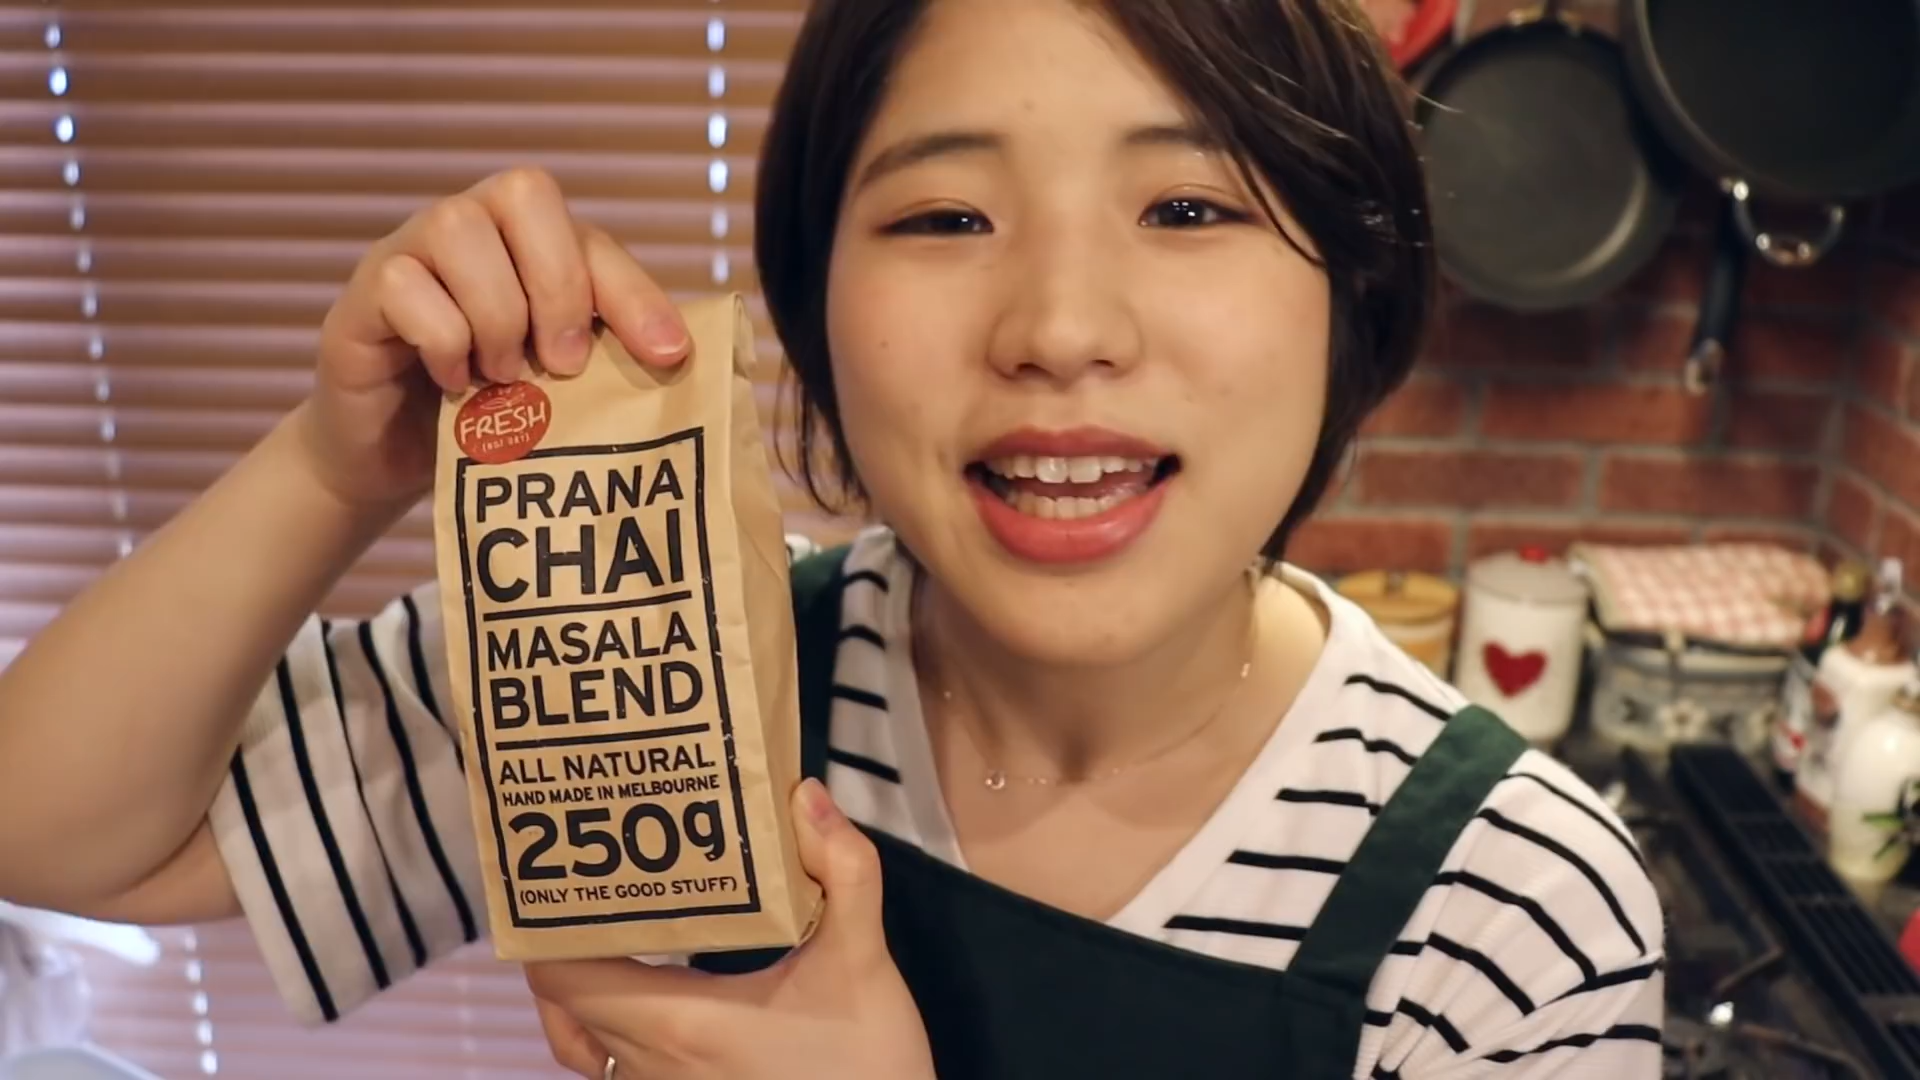 FRESH
PRANA
CHAI
MASALA
BLEND
ALL NATURAL.
HAND MADE IN MELBOURNE
250g
(ONLY THE GOOD STUFF)